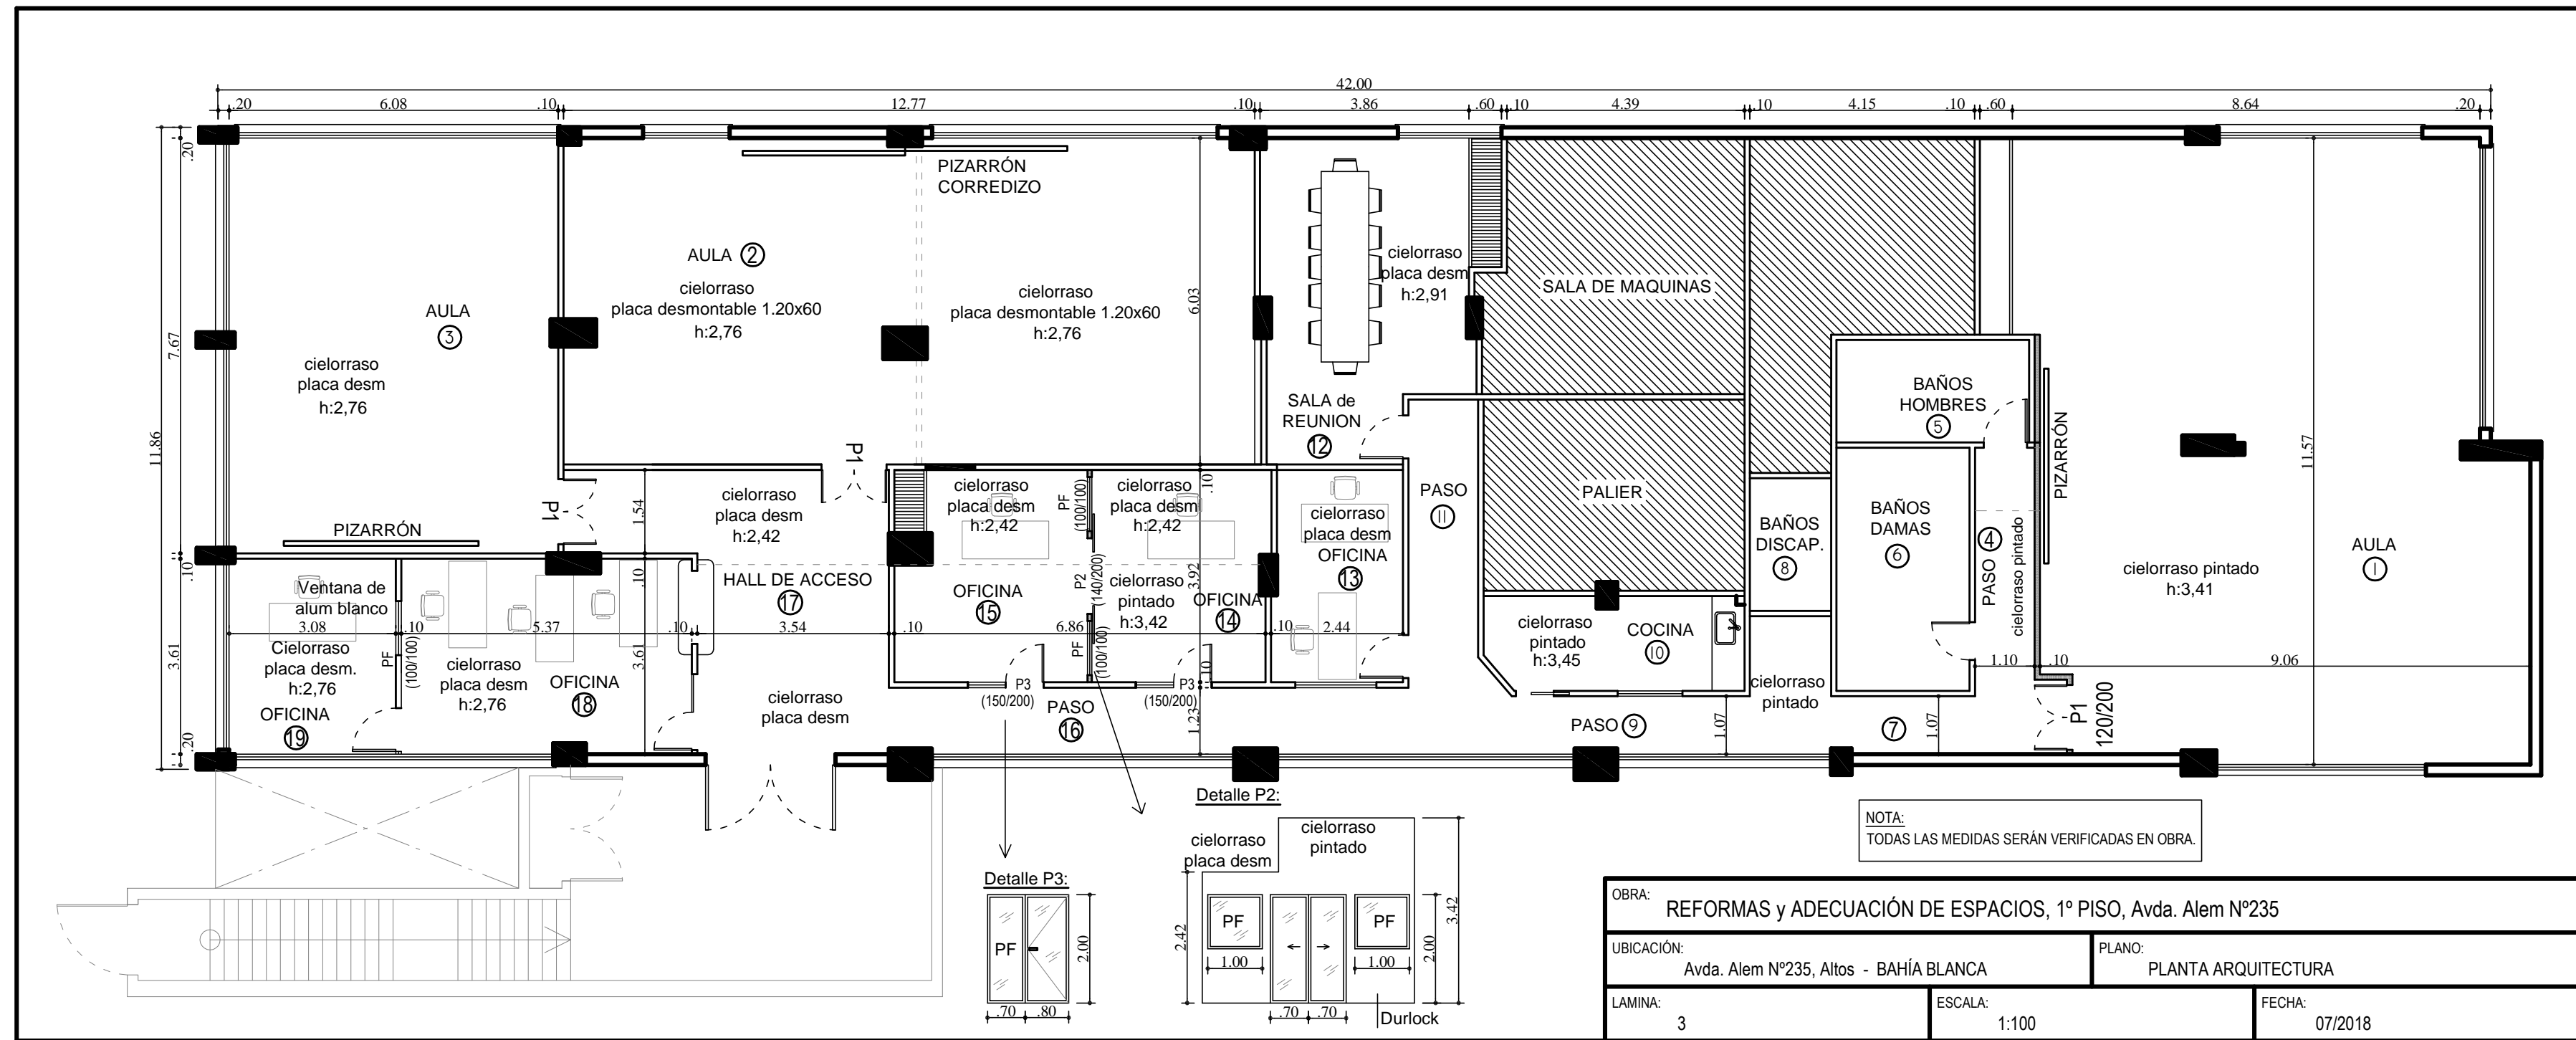 42.00
.20
6.08
.10
12.77
.10
3.86
.60
.10
4.39
.10
4.15
.10
.60
8.64
.20
.20
7.67
11.86
.10
3.61
.20
PIZARRÓN
CORREDIZO
AULA 2
cielorraso
placa desmontable 1.20x60
h:2,76
cielorraso
placa desmontable 1.20x60
h:2,76
6.03
AULA
3
cielorraso
placa desm
h:2,76
PIZARRÓN
P1
P1
cielorraso
placa desm
h:2,91
SALA de
REUNION
12
SALA DE MAQUINAS
PALIER
BAÑOS
HOMBRES
5
PIZARRÓN
11.57
AULA
1
cielorraso pintado
h:3,41
1.54
cielorraso
placa desm
h:2,42
HALL DE ACCESO
17
cielorraso
placa desm
h:2,42
PF
(100/100)
cielorraso
placa desm
h:2,42
.10
cielorraso
placa desm
OFICINA
13
PASO
11
BAÑOS
DISCAP.
8
BAÑOS
DAMAS
6
PASO 4
cielorraso pintado
Ventana de
alum blanco
3.08
.10
5.37
.10
.10
3.54
.10
6.86
.10
2.44
3.61
OFICINA
15
P2
(140/200)
cielorraso
pintado
h:3,42
3.92
OFICINA
14
PF
(100/100)
.10
Cielorraso
placa desm.
h:2,76
PF
(100/100)
OFICINA
19
cielorraso
placa desm
h:2,76
OFICINA
18
cielorraso
placa desm
P3
(150/200)
PASO
16
P3
(150/200)
1.23
cielorraso
pintado
h:3,45
COCINA
10
PASO 9
1.07
cielorraso
pintado
7
1.07
1.10
.10
9.06
P1
120/200
Detalle P3:
PF
2.00
.70
.80
Detalle P2:
cielorraso
placa desm
cielorraso
pintado
PF
PF
2.42
1.00
1.00
2.00
3.42
.70
.70
Durlock
NOTA:
TODAS LAS MEDIDAS SERÁN VERIFICADAS EN OBRA.
OBRA:
REFORMAS y ADECUACIÓN DE ESPACIOS, 1º PISO, Avda. Alem Nº235
UBICACIÓN:
Avda. Alem Nº235, Altos - BAHÍA BLANCA
PLANO:
PLANTA ARQUITECTURA
LAMINA:
3
ESCALA:
1:100
FECHA:
07/2018